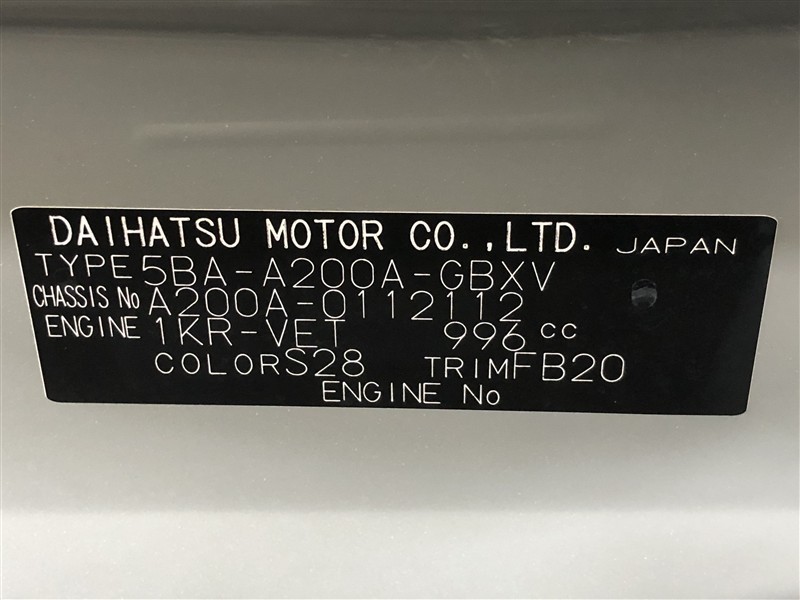 DAIHATSU MOTOR CO.,LTD. JAPAN
TYPE 5BA-A200A-GBXV
CHASSIS No A200A-0112112
ENGINE 1KR-VET 996 cc
COLOR S28 TRIM FB20
ENGINE No